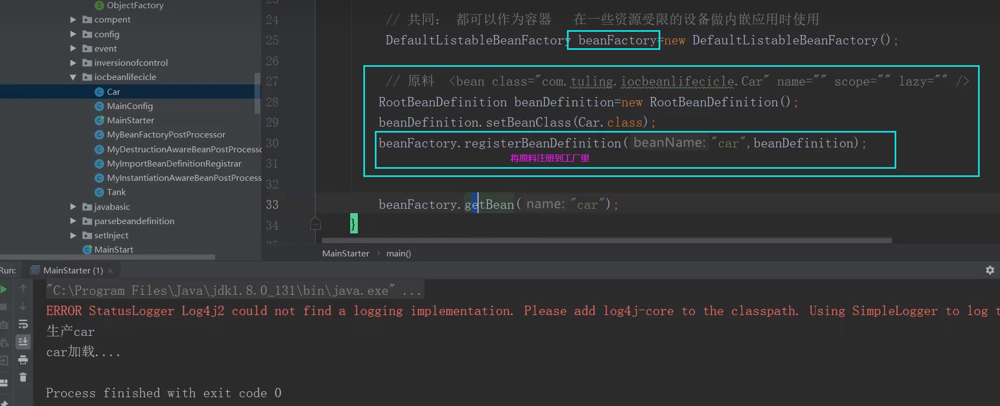 ObjectFactory
compent
config
event
inversionofcontrol
iocbeanlifecicle
Car
MainConfig
MainStarter
MyBeanFactoryPostProcessor
MyDestructionAwareBeanPostProcessc
MyImportBeanDefinitionRegistrar
MyInstantiationAwareBeanPostProcess
Tank
javabasic
parsebeandefinition
setInject
MainStart
24 // 共同： 都可以作为容器 在一些资源受限的设备做内嵌应用时使用
25 DefaultListableBeanFactory beanFactory=new DefaultListableBeanFactory();
26
27 // 原料 <bean class="com.tuling.iocbeanlifecicle.Car" name="" scope="" lazy="" />
28 RootBeanDefinition beanDefinition=new RootBeanDefinition();
29 beanDefinition.setBeanClass(Car.class);
30 beanFactory.registerBeanDefinition( beanName: "car",beanDefinition);
31 将原料注册到工厂里
32
33 beanFactory.getBean( name: "car");
34 }
MainStarter › main()
Run: MainStarter (1) ×
"C:\Program Files\Java\jdk1.8.0_131\bin\java.exe" ...
ERROR StatusLogger Log4j2 could not find a logging implementation. Please add log4j-core to the classpath. Using SimpleLogger to log t
生产car
car加载....
Process finished with exit code 0